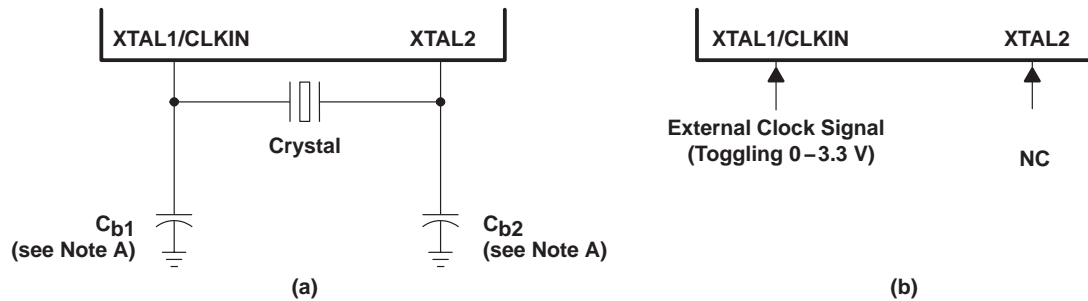 XTAL1/CLKIN XTAL2
Crystal
Cb1
(see Note A)
Cb2
(see Note A)
(a)
XTAL1/CLKIN XTAL2
External Clock Signal
(Toggling 0–3.3 V)
NC
(b)